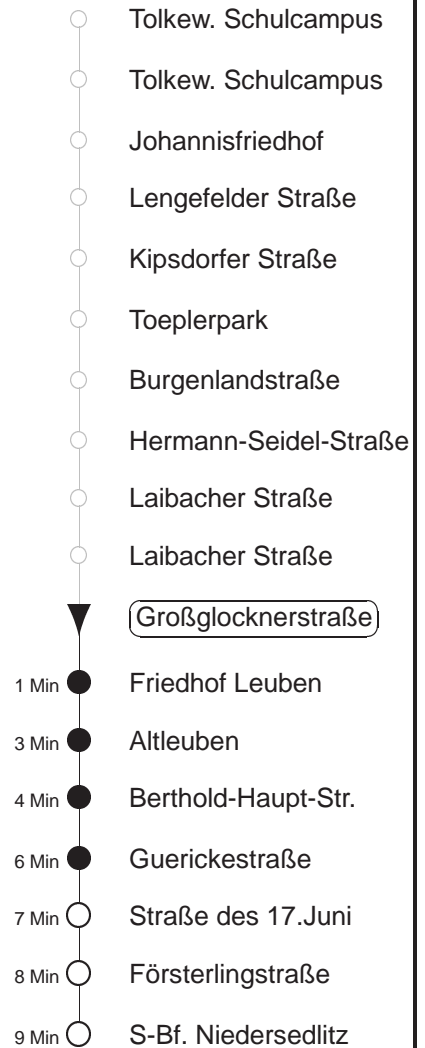 Tolkew. Schulcampus
Tolkew. Schulcampus
Johannisfriedhof
Lengefelder Straße
Kipsdorfer Straße
Toeplerpark
Burgenlandstraße
Hermann-Seidel-Straße
Laibacher Straße
Laibacher Straße
Großglocknerstraße
1 Min Friedhof Leuben
3 Min Altleuben
4 Min Berthold-Haupt-Str.
6 Min Guerickestraße
7 Min Straße des 17.Juni
8 Min Försterlingstraße
9 Min S-Bf. Niedersedlitz